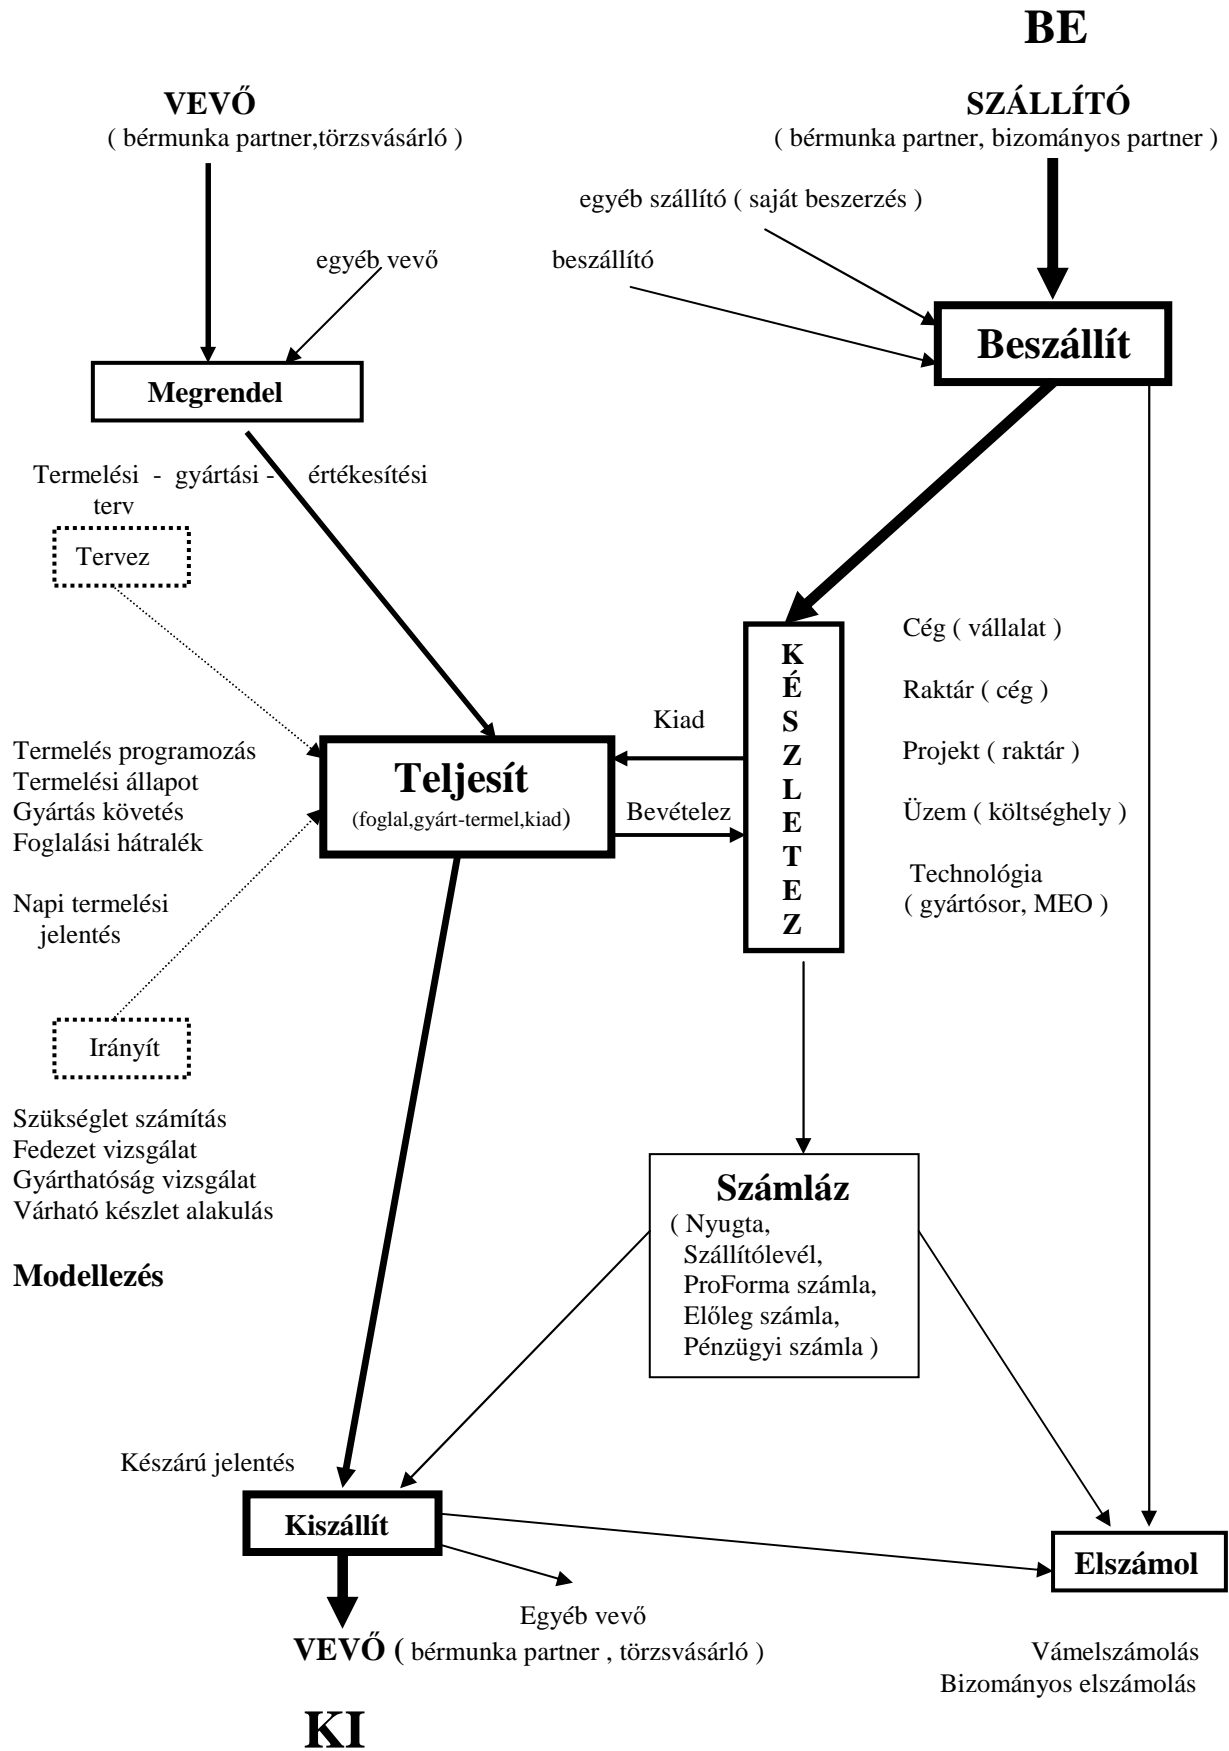 BE
VEVŐ
( bérmunka partner,törzsvásárló )
SZÁLLÍTÓ
( bérmunka partner, bizományos partner )
egyéb szállító ( saját beszerzés )
egyéb vevő
beszállító
Beszállít
Megrendel
Termelési - gyártási - értékesítési
terv
Tervez
KÉSZLETEZ
Cég ( vállalat )
Raktár ( cég )
Projekt ( raktár )
Üzem ( költséghely )
Technológia
( gyártósor, MEO )
Kiad
Teljesít
(foglal,gyárt-termel,kiad)
Bevételez
Termelés programozás
Termelési állapot
Gyártás követés
Foglalási hátralék
Napi termelési
jelentés
Irányít
Szükséglet számítás
Fedezet vizsgálat
Gyárthatóság vizsgálat
Várható készlet alakulás
Modellezés
Számláz
( Nyugta,
Szállítólevél,
ProForma számla,
Előleg számla,
Pénzügyi számla )
Készárú jelentés
Kiszállít
Elszámol
Egyéb vevő
VEVŐ ( bérmunka partner , törzsvásárló )
Vámelszámolás
Bizományos elszámolás
KI